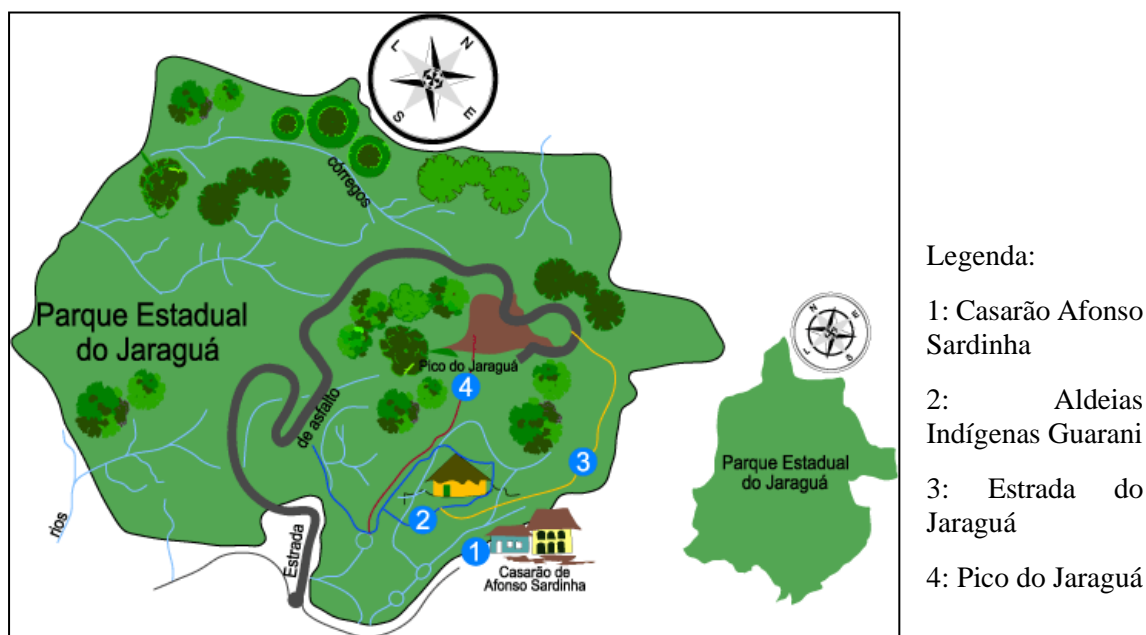 L
N
S
E
córregos
Parque Estadual
do Jaraguá
Pico do Jaraguá
4
de asfalto
3
2
1
rios
Estrada
Casarão de
Afonso Sardinha
N
E
L
Parque Estadual
do Jaraguá
Legenda:
1: Casarão Afonso
Sardinha
2: Aldeias
Indígenas Guarani
3: Estrada do
Jaraguá
4: Pico do Jaraguá